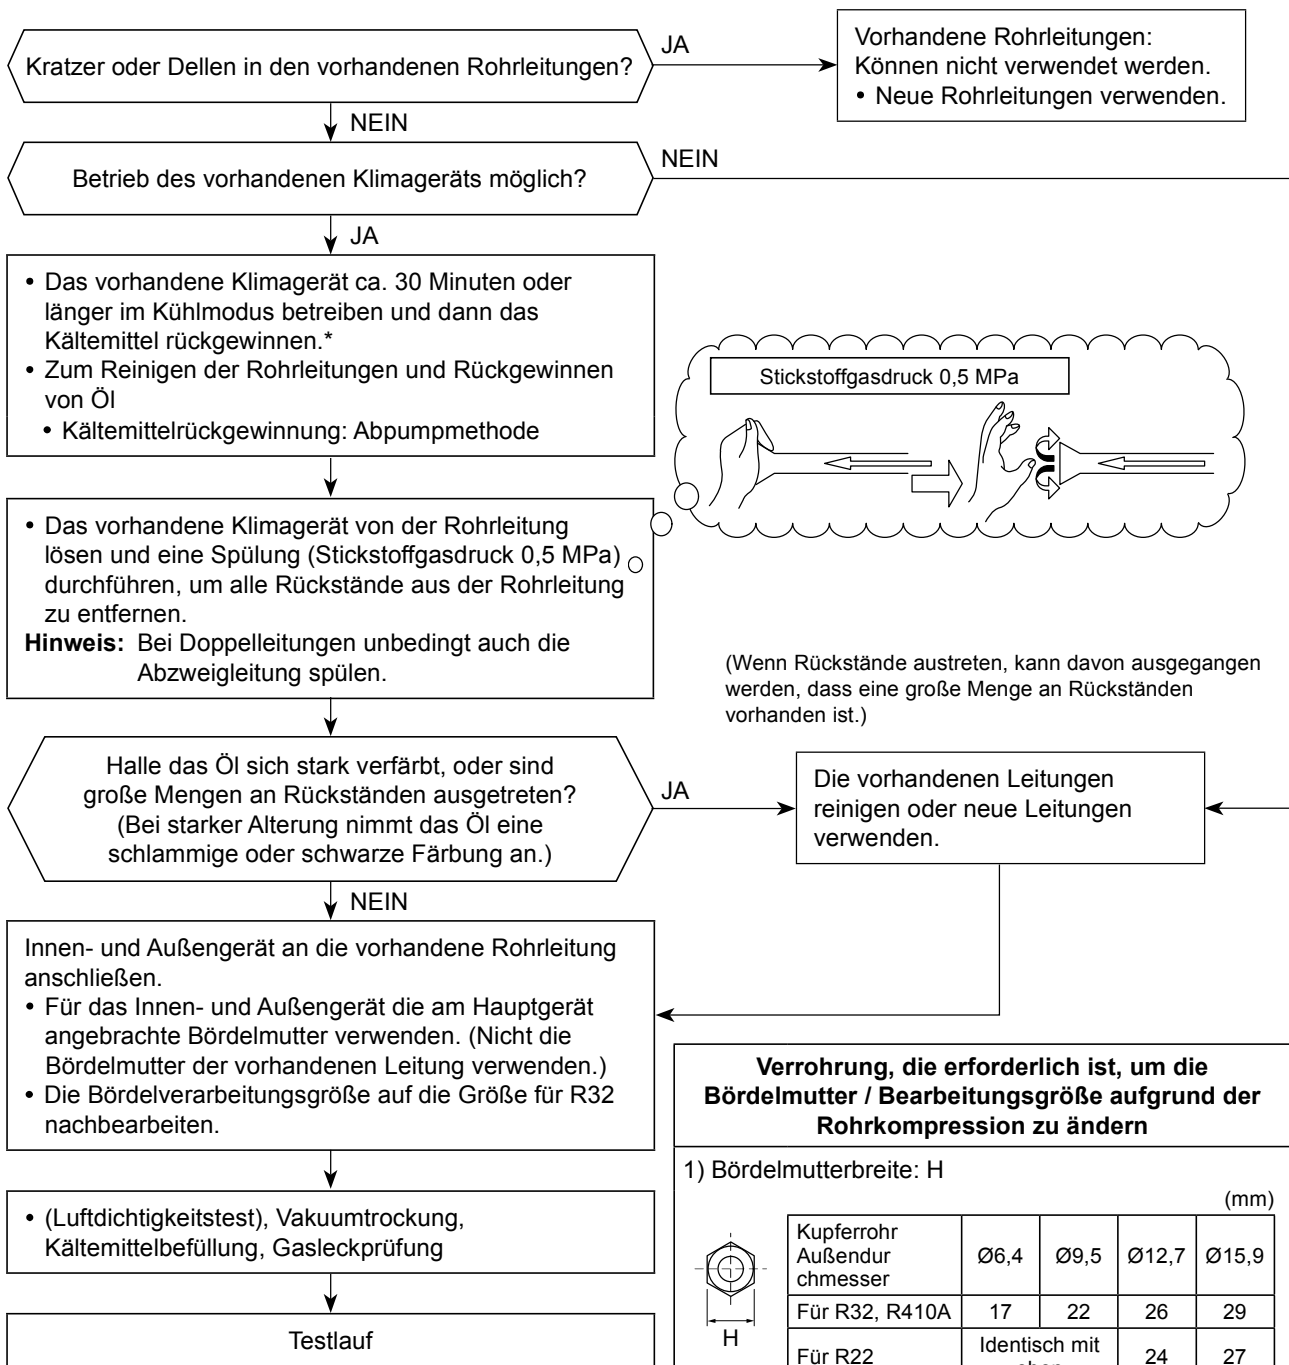 Kratzer oder Dellen in den vorhandenen Rohrleitungen?
JA
Vorhandene Rohrleitungen:
Können nicht verwendet werden.
• Neue Rohrleitungen verwenden.
NEIN
Betrieb des vorhandenen Klimageräts möglich?
NEIN
JA
• Das vorhandene Klimagerät ca. 30 Minuten oder
länger im Kühlmodus betreiben und dann das
Kältemittel rückgewinnen.*
• Zum Reinigen der Rohrleitungen und Rückgewinnen
von Öl
• Kältemittelrückgewinnung: Abpumpmethode
Stickstoffgasdruck 0,5 MPa
• Das vorhandene Klimagerät von der Rohrleitung
lösen und eine Spülung (Stickstoffgasdruck 0,5 MPa)
durchführen, um alle Rückstände aus der Rohrleitung
zu entfernen.
Hinweis: Bei Doppelleitungen unbedingt auch die
Abzweigleitung spülen.
(Wenn Rückstände austreten, kann davon ausgegangen
werden, dass eine große Menge an Rückständen
vorhanden ist.)
Halle das Öl sich stark verfärbt, oder sind
große Mengen an Rückständen ausgetreten?
(Bei starker Alterung nimmt das Öl eine
schlammige oder schwarze Färbung an.)
JA
Die vorhandenen Leitungen
reinigen oder neue Leitungen
verwenden.
NEIN
Innen- und Außengerät an die vorhandene Rohrleitung
anschließen.
• Für das Innen- und Außengerät die am Hauptgerät
angebrachte Bördelmutter verwenden. (Nicht die
Bördelmutter der vorhandenen Leitung verwenden.)
• Die Bördelverarbeitungsgröße auf die Größe für R32
nachbearbeiten.
• (Luftdichtigkeitstest), Vakuumtrockung,
Kältemittelbefüllung, Gasleckprüfung
Testlauf
Verrohrung, die erforderlich ist, um die
Bördelmutter / Bearbeitungsgröße aufgrund der
Rohrkompression zu ändern
1) Bördelmutterbreite: H
(mm)
H
Kupferrohr
Außendur
chmesser
Ø6,4 Ø9,5 Ø12,7 Ø15,9
Für R32, R410A 17 22 26 29
Für R22 Identisch mit 24 27